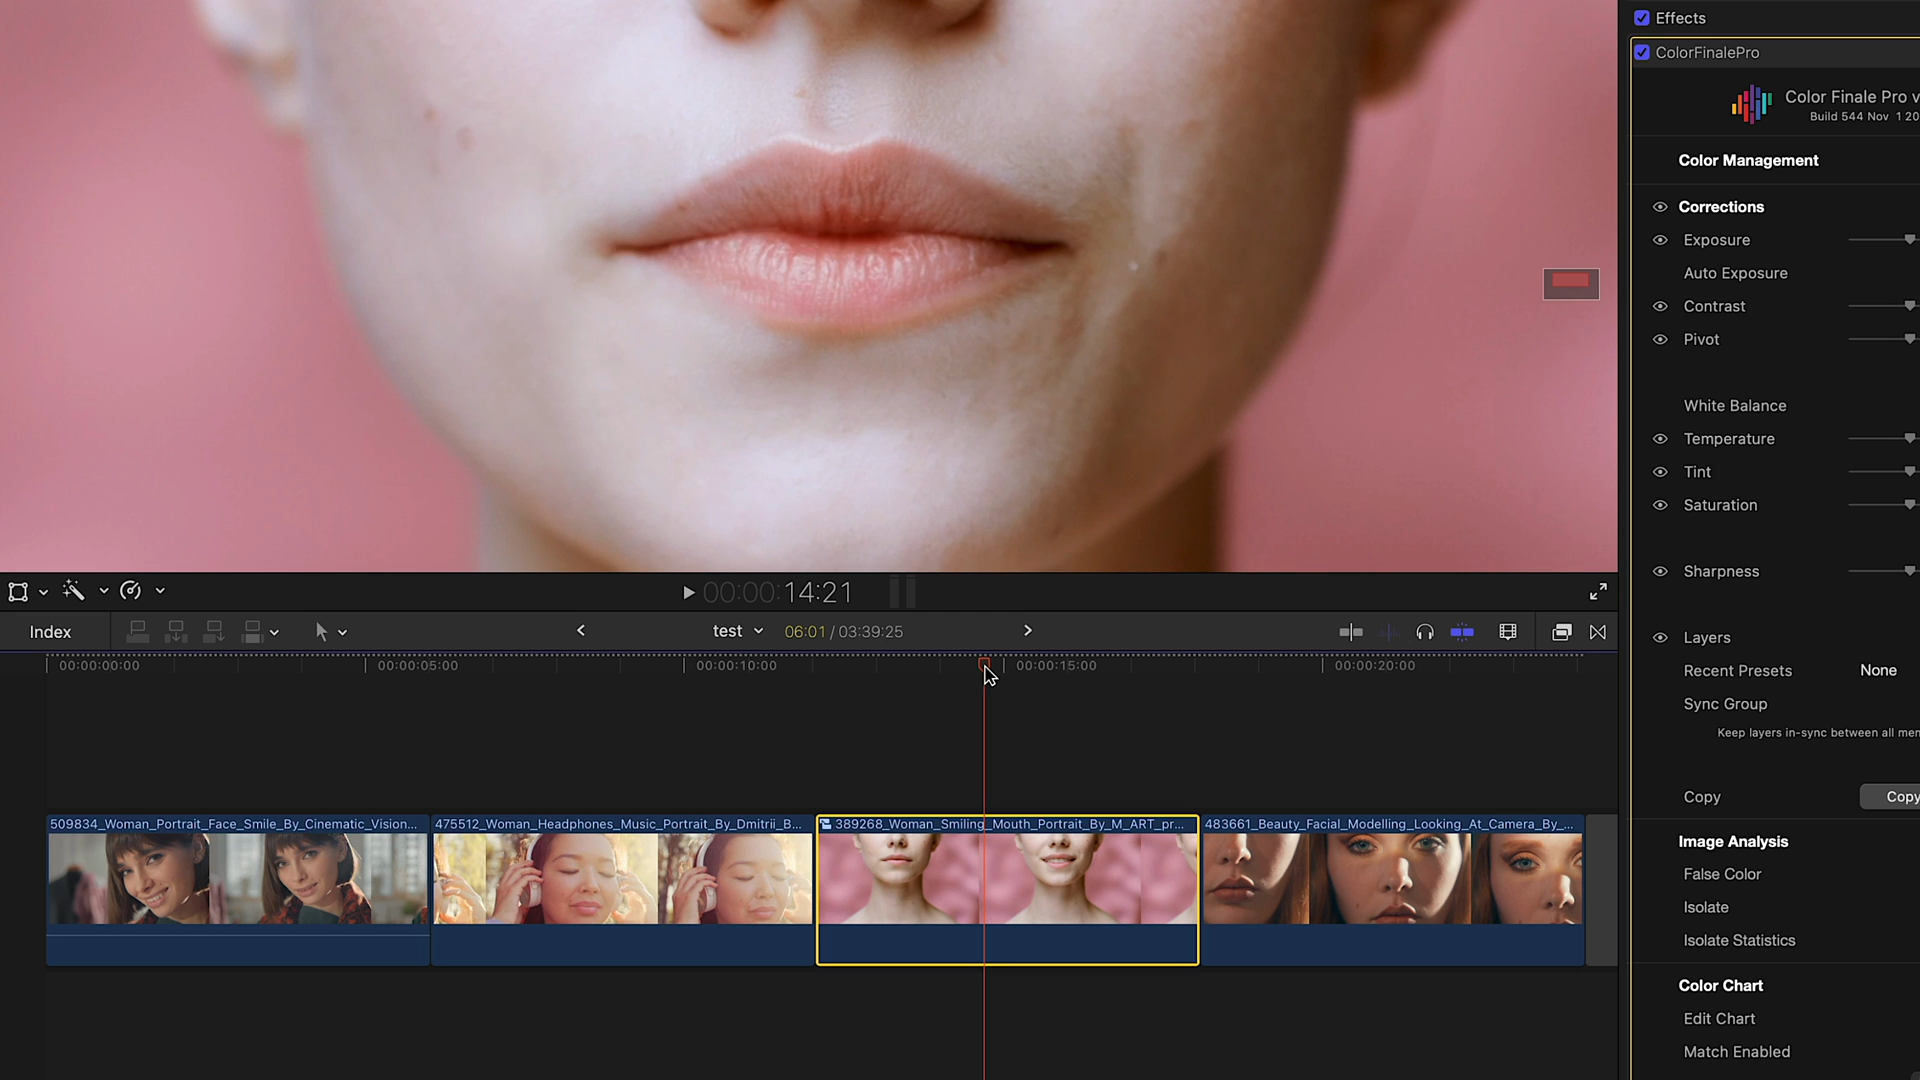 Effects
ColorFinalePro
Color Finale Pro v
Build 544 Nov 1 20
Color Management
Corrections
Exposure
Auto Exposure
Contrast
Pivot
White Balance
Temperature
Tint
Saturation
Sharpness
Layers
Recent Presets None
Sync Group
Keep layers in-sync between all mem
Copy Copy
Image Analysis
False Color
Isolate
Isolate Statistics
Color Chart
Edit Chart
Match Enabled
00:00:00:14:21
Index
test
06:01 / 03:39:25
00:00:00:00
00:00:05:00
00:00:10:00
00:00:15:00
00:00:20:00
509834_Woman_Portrait_Face_Smile_By_Cinematic_Vision...
475512_Woman_Headphones_Music_Portrait_By_Dmitrii_B...
389268_Woman_Smiling_Mouth_Portrait_By_M_ART_pr...
483661_Beauty_Facial_Modelling_Looking_At_Camera_By_...